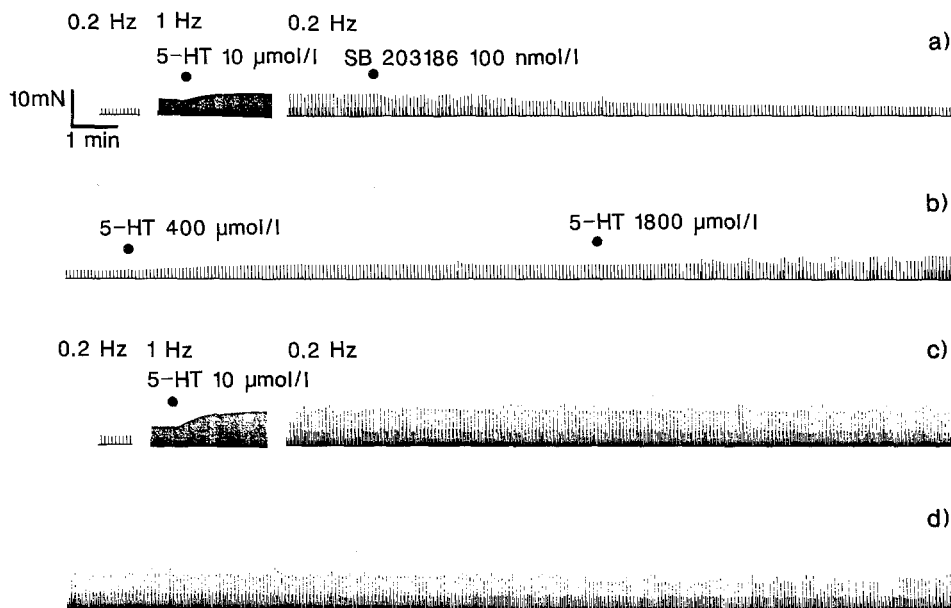 0.2 Hz 1 Hz 0.2 Hz
a)
5-HT 10 µmol/l SB 203186 100 nmol/l
10mN
1 min
b)
5-HT 400 µmol/l 5-HT 1800 µmol/l
0.2 Hz 1 Hz 0.2 Hz c)
5-HT 10 µmol/l
d)